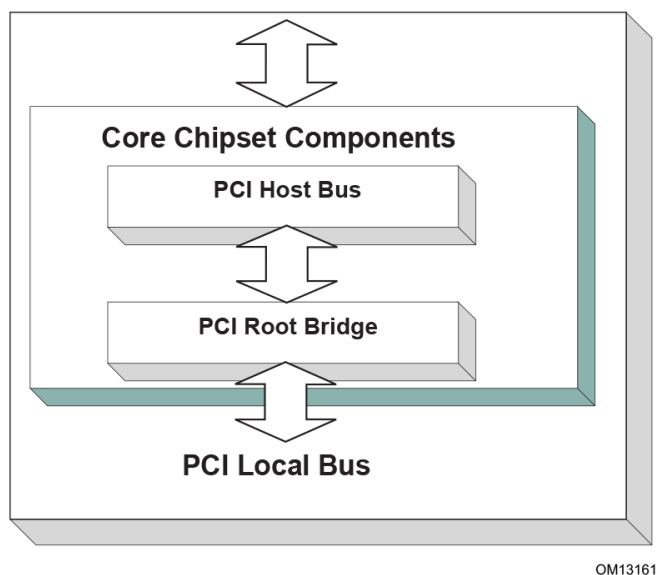 Core Chipset Components
PCI Host Bus
PCI Root Bridge
PCI Local Bus
OM13161